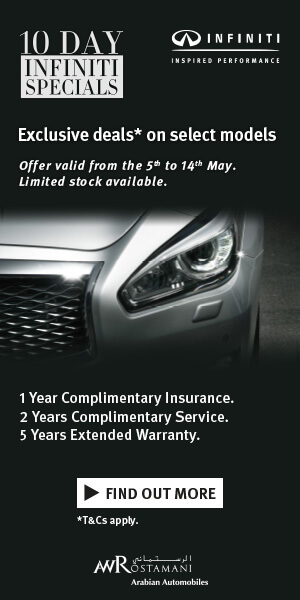 10 DAY
INFINITI
SPECIALS
INFINITI
INSPIRED PERFORMANCE
Exclusive deals* on select models
Offer valid from the 5th to 14th May.
Limited stock available.
1 Year Complimentary Insurance.
2 Years Complimentary Service.
5 Years Extended Warranty.
FIND OUT MORE
*T&Cs apply.
الرستماني
AWROSTAMANI
Arabian Automobiles